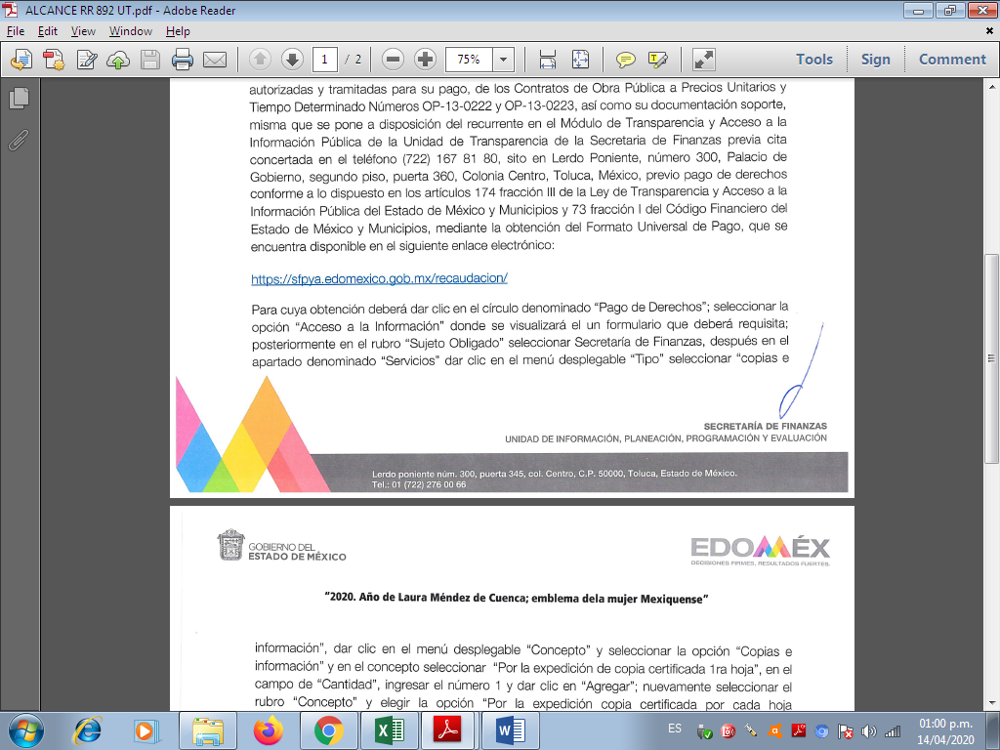 ALCANCE RR 892 UT.pdf - Adobe Reader
File Edit View Window Help
1 / 2 75% Tools Sign Comment
autorizadas y tramitadas para su pago, de los Contratos de Obra Pública a Precios Unitarios y
Tiempo Determinado Números OP-13-0222 y OP-13-0223, así como su documentación soporte,
misma que se pone a disposición del recurrente en el Módulo de Transparencia y Acceso a la
Información Pública de la Unidad de Transparencia de la Secretaria de Finanzas previa cita
concertada en el teléfono (722) 167 81 80, sito en Lerdo Poniente, número 300, Palacio de
Gobierno, segundo piso, puerta 360, Colonia Centro, Toluca, México, previo pago de derechos
conforme a lo dispuesto en los artículos 174 fracción III de la Ley de Transparencia y Acceso a la
Información Pública del Estado de México y Municipios y 73 fracción I del Código Financiero del
Estado de México y Municipios, mediante la obtención del Formato Universal de Pago, que se
encuentra disponible en el siguiente enlace electrónico:
https://sfpya.edomexico.gob.mx/recaudacion/
Para cuya obtención deberá dar clic en el círculo denominado “Pago de Derechos”; seleccionar la
opción “Acceso a la Información” donde se visualizará el un formulario que deberá requisita;
posteriormente en el rubro “Sujeto Obligado” seleccionar Secretaría de Finanzas, después en el
apartado denominado “Servicios” dar clic en el menú desplegable “Tipo” seleccionar “copias e
SECRETARÍA DE FINANZAS
UNIDAD DE INFORMACIÓN, PLANEACIÓN, PROGRAMACIÓN Y EVALUACIÓN
Lerdo poniente núm. 300, puerta 345, col. Centro, C.P. 50000, Toluca, Estado de México.
Tel.: 01 (722) 276 00 66
GOBIERNO DEL
ESTADO DE MÉXICO
EDOMÉX
DECISIONES FIRMES, RESULTADOS FUERTES.
“2020. Año de Laura Méndez de Cuenca; emblema dela mujer Mexiquense”
información”, dar clic en el menú desplegable “Concepto” y seleccionar la opción “Copias e
información” y en el concepto seleccionar “Por la expedición de copia certificada 1ra hoja”, en el
campo de “Cantidad”, ingresar el número 1 y dar clic en “Agregar”; nuevamente seleccionar el
rubro “Concepto” y elegir la opción “Por la expedición copia certificada por cada hoja
ES
01:00 p.m.
14/04/2020